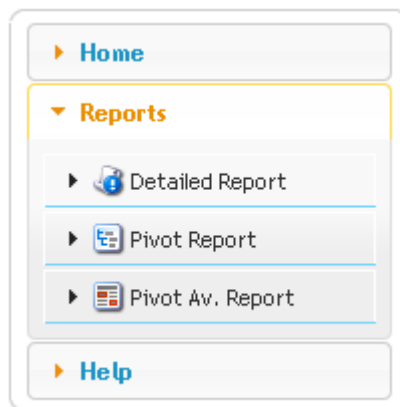 Home
Reports
Detailed Report
Pivot Report
Pivot Av. Report
Help